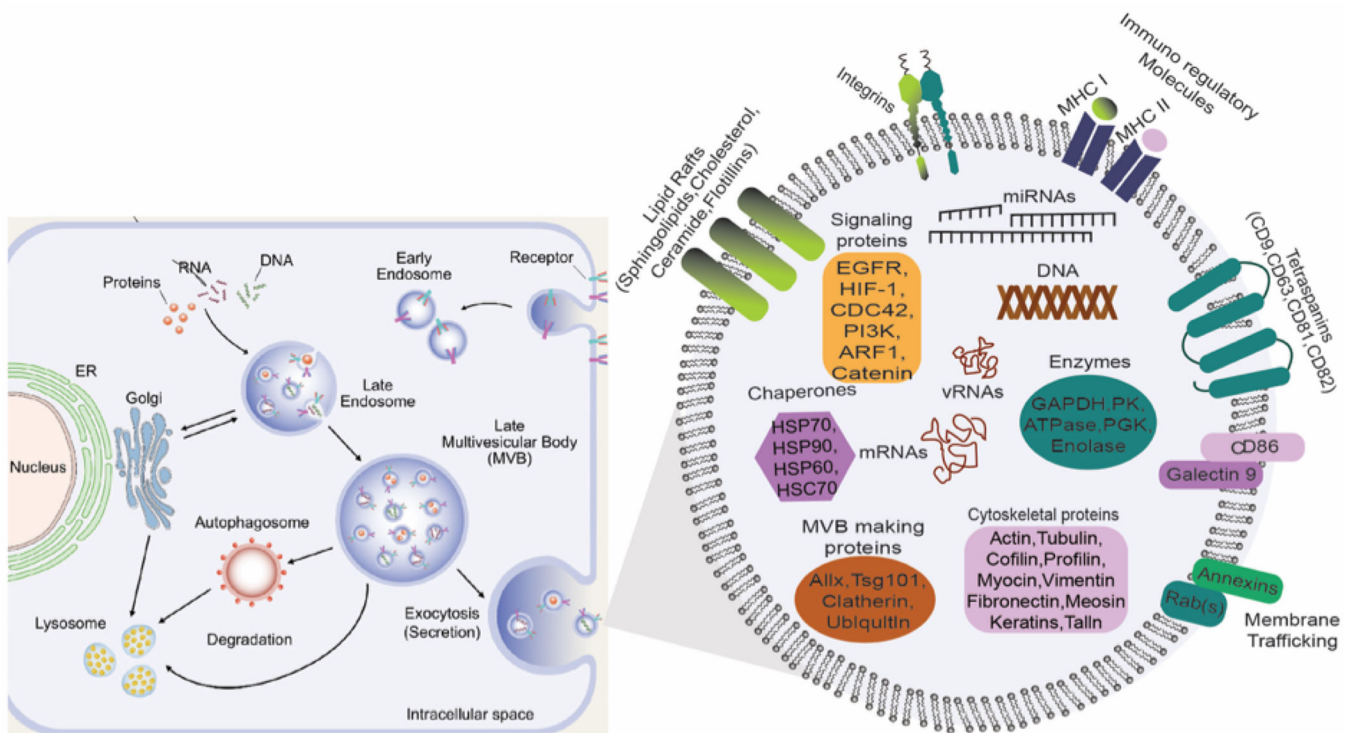 Proteins
RNA
DNA
Early
Endosome
Receptor
ER
Golgi
Late
Endosome
Nucleus
Late
Multivesicular Body
(MVB)
Autophagosome
Lysosome
Degradation
Exocytosis
(Secretion)
Intracellular space
Lipid Rafts
(Sphingolipids,Cholesterol,
Ceramide,Flotillins)
Integrins
MHC I
MHC II
Immuno regulatory
Molecules
Signaling
proteins
EGFR,
HIF-1,
CDC42,
PI3K,
ARF1,
Catenin
miRNAs
DNA
Tetraspanins
(CD9,CD63,CD81,CD82)
Chaperones
HSP70,
HSP90,
HSP60,
HSC70
vRNAs
mRNAs
Enzymes
GAPDH,PK,
ATPase,PGK,
Enolase
CD86
Galectin 9
MVB making
proteins
Allx,Tsg101,
Clatherin,
Ubiqultin
Cytoskeletal proteins
Actin,Tubulin,
Cofilin,Profilin,
Myocin,Vimentin
Fibronectin,Meosin
Keratins,Talln
Annexins
Rab(s)
Membrane
Trafficking